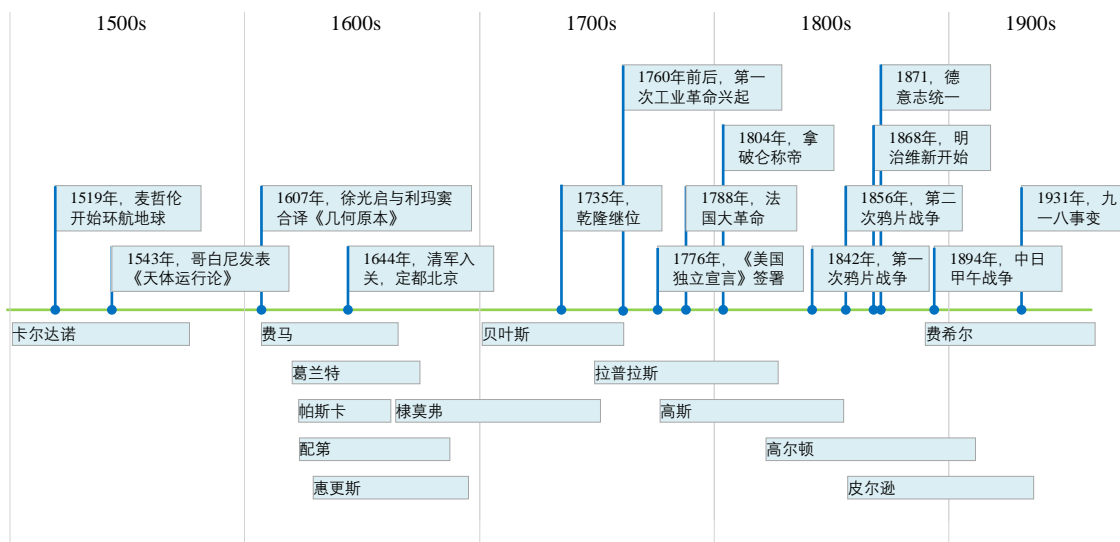 1500s
1600s
1700s
1800s
1900s
1760年前后，第一
次工业革命兴起
1871，德
意志统一
1804年，拿
破仑称帝
1868年，明
治维新开始
1519年，麦哲伦
开始环航地球
1607年，徐光启与利玛窦
合译《几何原本》
1735年，
乾隆继位
1788年，法
国大革命
1856年，第二
次鸦片战争
1931年，九
一八事变
1543年，哥白尼发表
《天体运行论》
1644年，清军入
关，定都北京
1776年，《美国
独立宣言》签署
1842年，第一
次鸦片战争
1894年，中日
甲午战争
卡尔达诺
费马
贝叶斯
费希尔
葛兰特
拉普拉斯
帕斯卡
棣莫弗
高斯
配第
高尔顿
惠更斯
皮尔逊